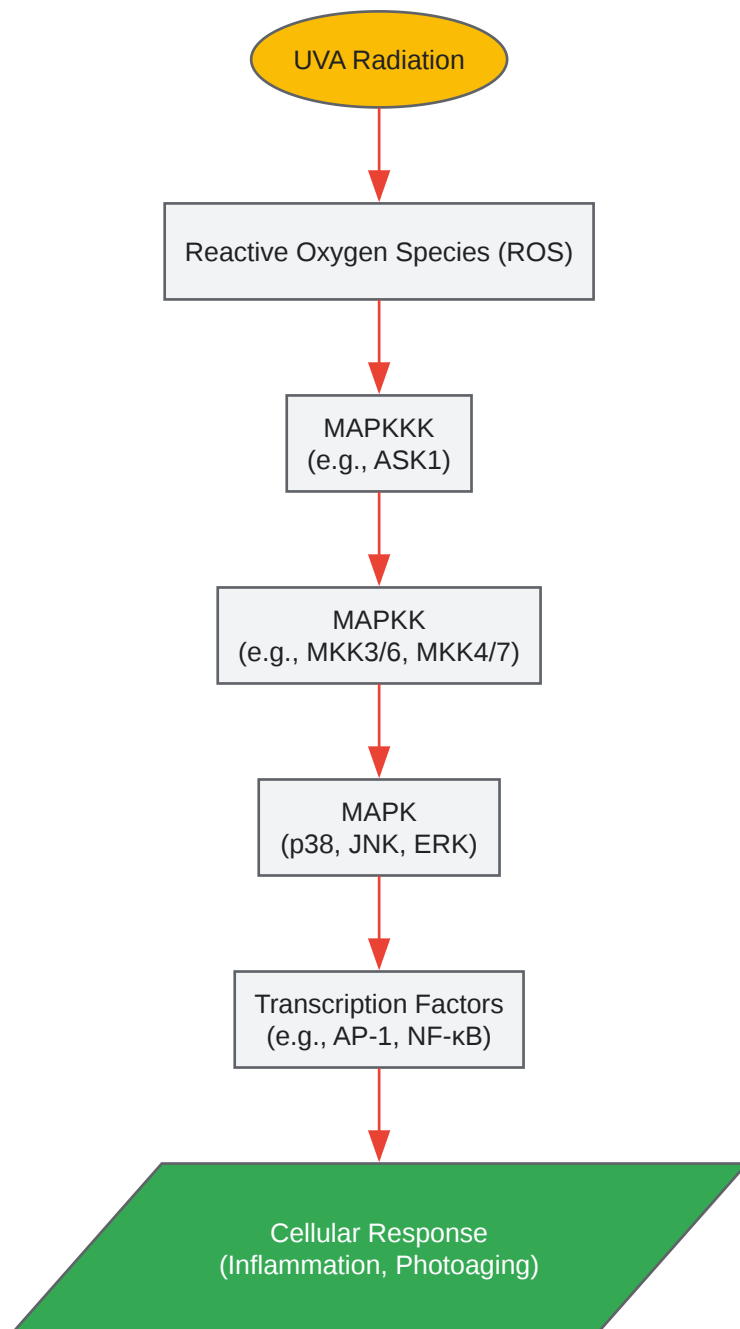 UVA Radiation
Reactive Oxygen Species (ROS)
MAPKKK
(e.g., ASK1)
MAPKK
(e.g., MKK3/6, MKK4/7)
MAPK
(p38, JNK, ERK)
Transcription Factors
(e.g., AP-1, NF-κB)
Cellular Response
(Inflammation, Photoaging)